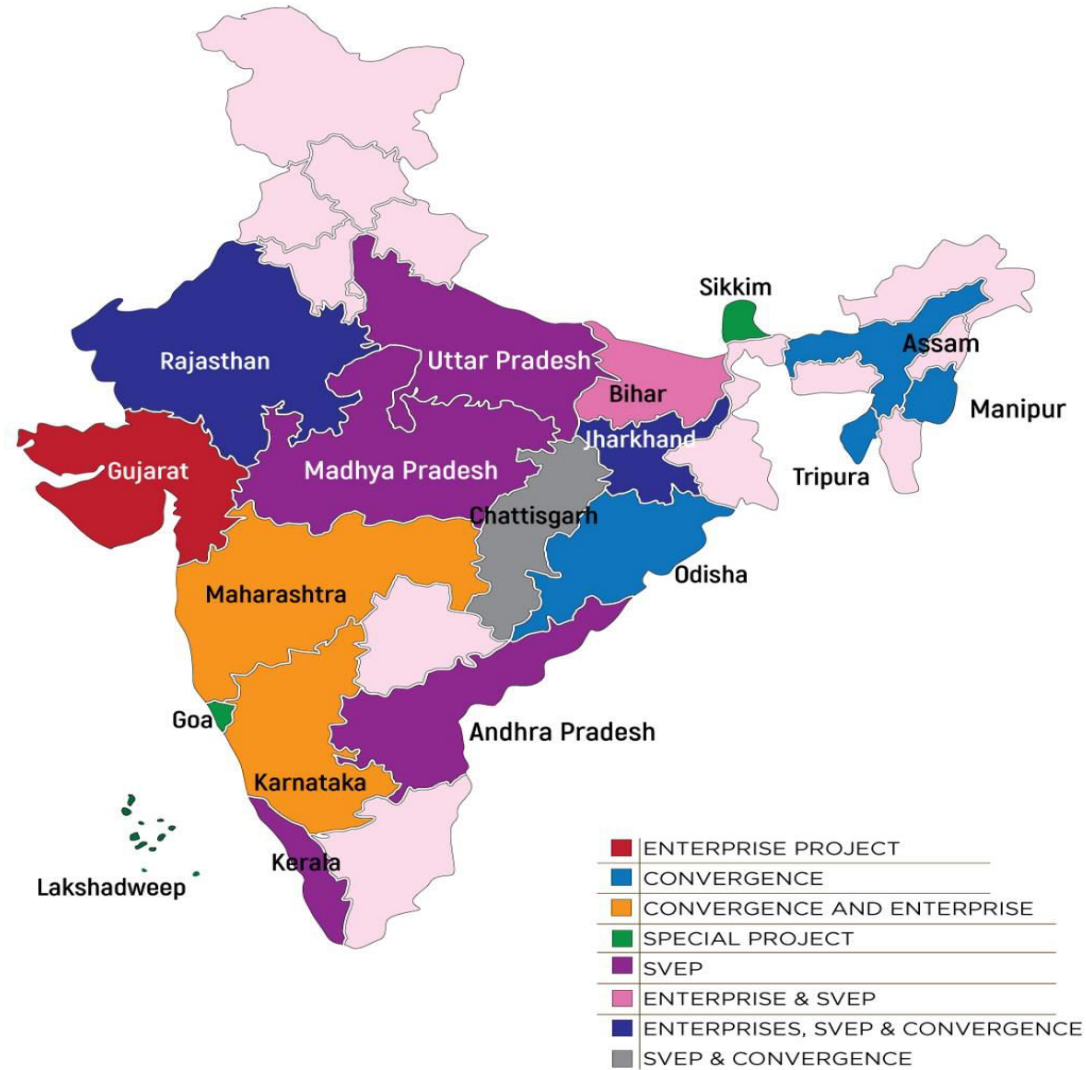 Sikkim
Rajasthan
Uttar Pradesh
Assam
Bihar
Manipur
Jharkhand
Gujarat
Madhya Pradesh
Tripura
Chattisgarh
Odisha
Maharashtra
Goa
Andhra Pradesh
Karnataka
Kerala
Lakshadweep
ENTERPRISE PROJECT
CONVERGENCE
CONVERGENCE AND ENTERPRISE
SPECIAL PROJECT
SVEP
ENTERPRISE & SVEP
ENTERPRISES, SVEP & CONVERGENCE
SVEP & CONVERGENCE